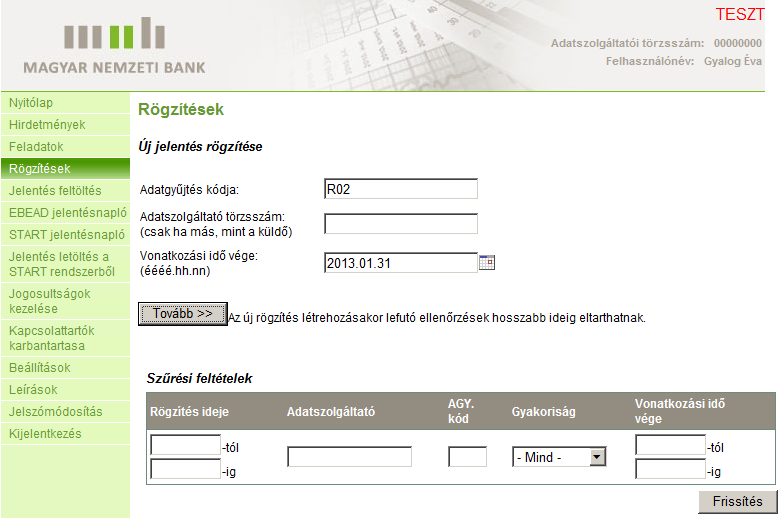 TESZT
Adatszolgáltatói törzsszám: 00000000
Felhasználónév: Gyalog Éva
MAGYAR NEMZETI BANK
Nyitólap
Hirdetmények
Feladatok
Rögzítések
Jelentés feltöltés
EBEAD jelentésnapló
START jelentésnapló
Jelentés letöltés a
START rendszerből
Jogosultságok
kezelése
Kapcsolattartók
karbantartasa
Beállítások
Leírások
Jelszómódosítás
Kijelentkezés
Rögzítések
Új jelentés rögzítése
Adatgyűjtés kódja: R02
Adatszolgáltató törzsszám:
(csak ha más, mint a küldő)
Vonatkozási idő vége: 2013.01.31
(éééé.hh.nn)
Tovább >> Az új rögzítés létrehozásakor lefutó ellenőrzések hosszabb ideig eltarthatnak.
Szűrési feltételek
Rögzítés ideje Adatszolgáltató AGY. kód Gyakoriság Vonatkozási idő vége
-tól - Mind - -tól
-ig -ig
Frissítés